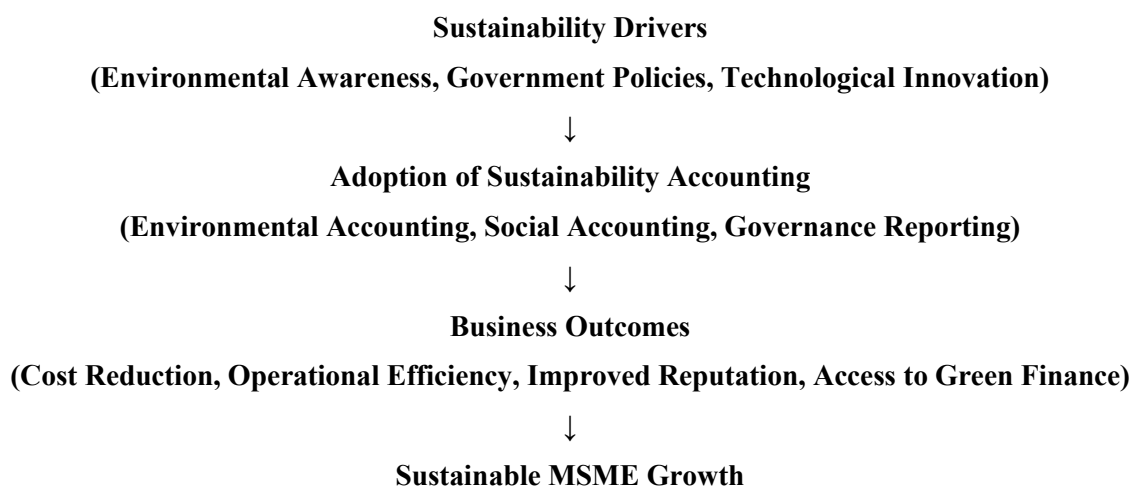 Sustainability Drivers
(Environmental Awareness, Government Policies, Technological Innovation)
↓
Adoption of Sustainability Accounting
(Environmental Accounting, Social Accounting, Governance Reporting)
↓
Business Outcomes
(Cost Reduction, Operational Efficiency, Improved Reputation, Access to Green Finance)
↓
Sustainable MSME Growth